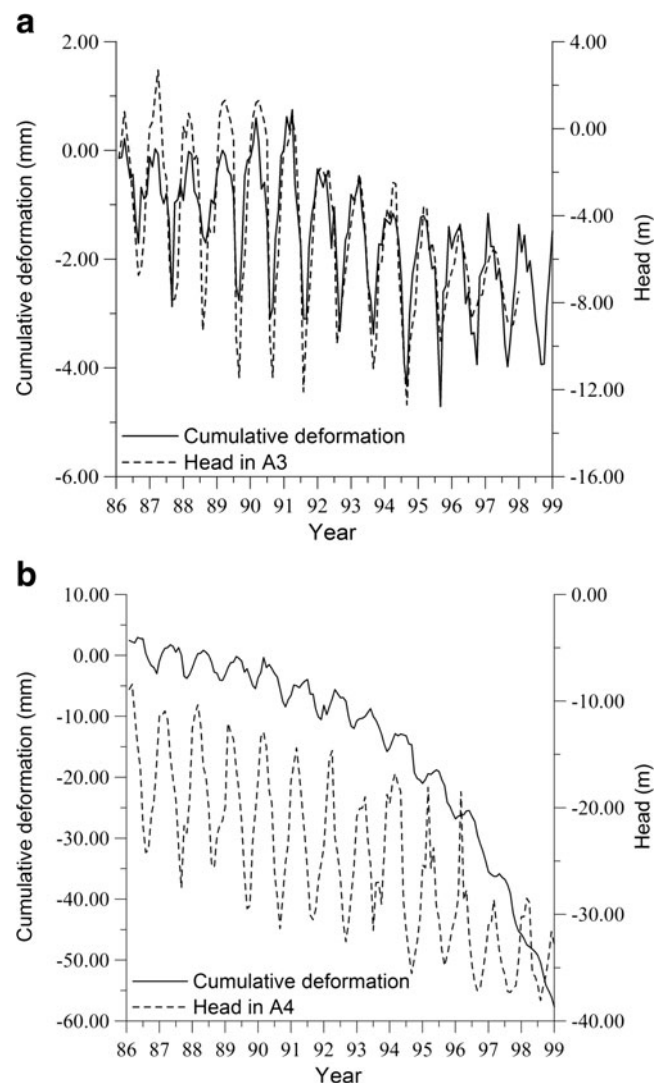 a
2.00
4.00
0.00
0.00
-2.00
-4.00
-4.00
-8.00
-6.00
-12.00
-16.00
Cumulative deformation (mm)
Head (m)
Cumulative deformation
Head in A3
86 87 88 89 90 91 92 93 94 95 96 97 98 99
Year
b
10.00
0.00
0.00
-10.00
-10.00
-20.00
-20.00
-30.00
-30.00
-40.00
-50.00
-60.00
-40.00
Cumulative deformation (mm)
Head (m)
Cumulative deformation
Head in A4
86 87 88 89 90 91 92 93 94 95 96 97 98 99
Year